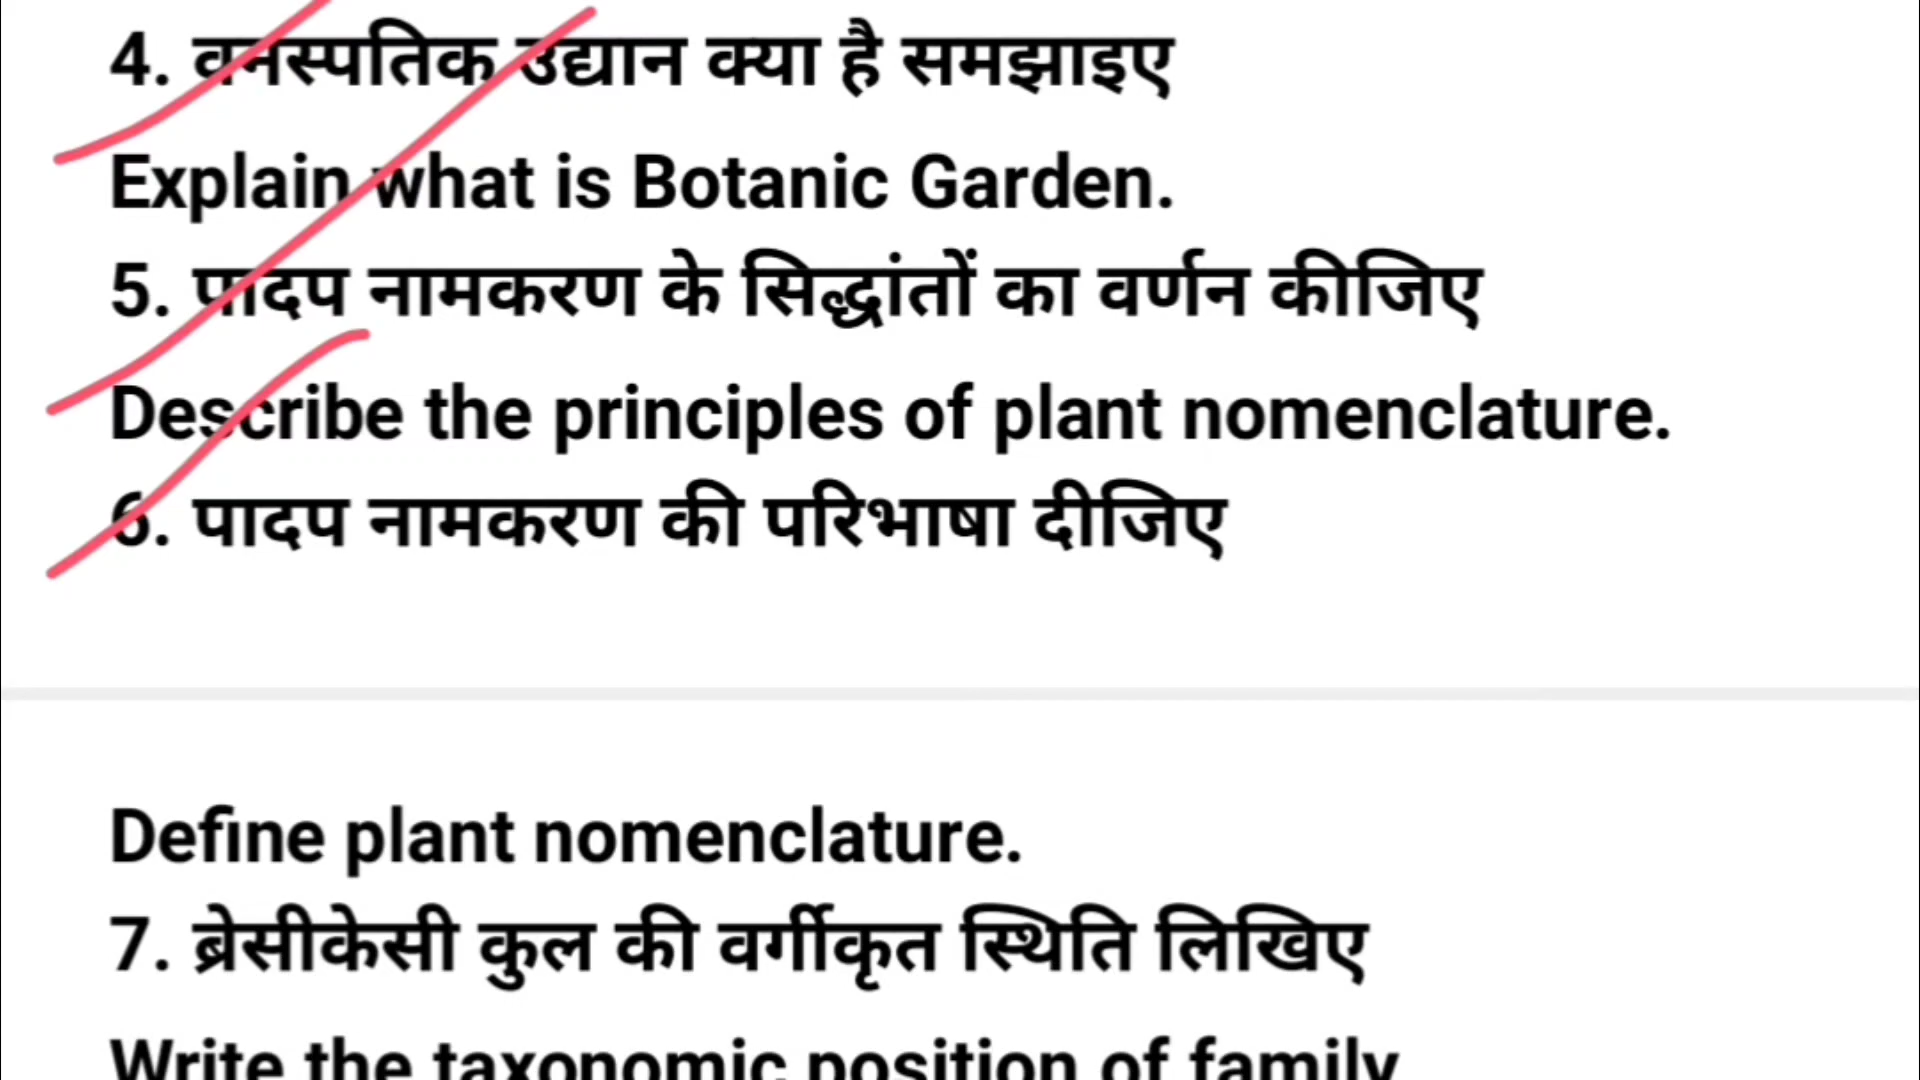 4. वनस्पतिक उद्यान क्या है समझाइए
Explain what is Botanic Garden.
5. पादप नामकरण के सिद्धांतों का वर्णन कीजिए
Describe the principles of plant nomenclature.
6. पादप नामकरण की परिभाषा दीजिए
Define plant nomenclature.
7. ब्रेसीकेसी कुल की वर्गीकृत स्थिति लिखिए
Write the taxonomic position of family